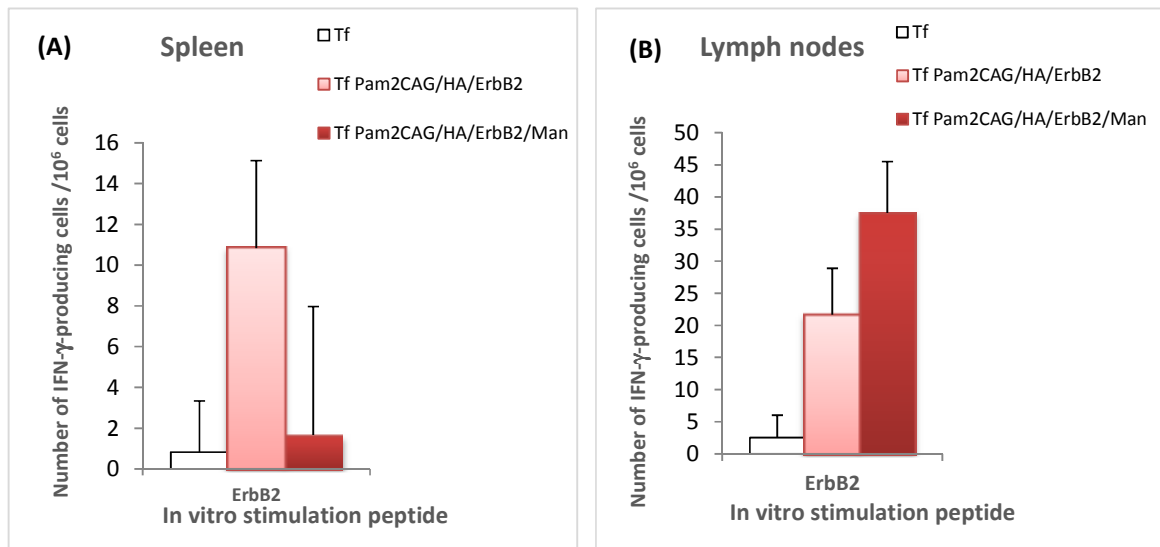 (A) Spleen
Tf
Tf Pam2CAG/HA/ErbB2
Tf Pam2CAG/HA/ErbB2/Man
Number of IFN-γ-producing cells /10⁶ cells
16
14
12
10
8
6
4
2
0
ErbB2
In vitro stimulation peptide
(B) Lymph nodes
Tf
Tf Pam2CAG/HA/ErbB2
Tf Pam2CAG/HA/ErbB2/Man
Number of IFN-γ-producing cells /10⁶ cells
50
45
40
35
30
25
20
15
10
5
0
ErbB2
In vitro stimulation peptide